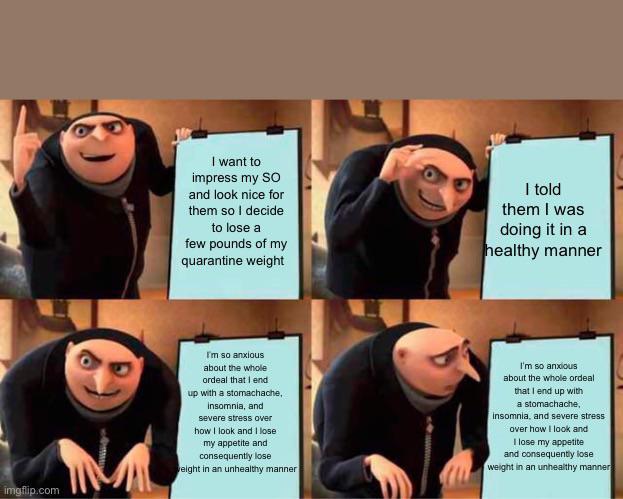 I want to
impress my SO
and look nice for
them so I decide
to lose a
few pounds of my
quarantine weight
I told
them I was
doing it in a
healthy manner
I'm so anxious
about the whole
ordeal that I end
up with a stomachache,
insomnia, and
severe stress over
how I look and I lose
my appetite and
consequently lose
weight in an unhealthy manner
I'm so anxious
about the whole ordeal
that I end up with
a stomachache,
insomnia, and severe stress
over how I look and
I lose my appetite
and consequently lose
weight in an unhealthy manner
imgflip.com